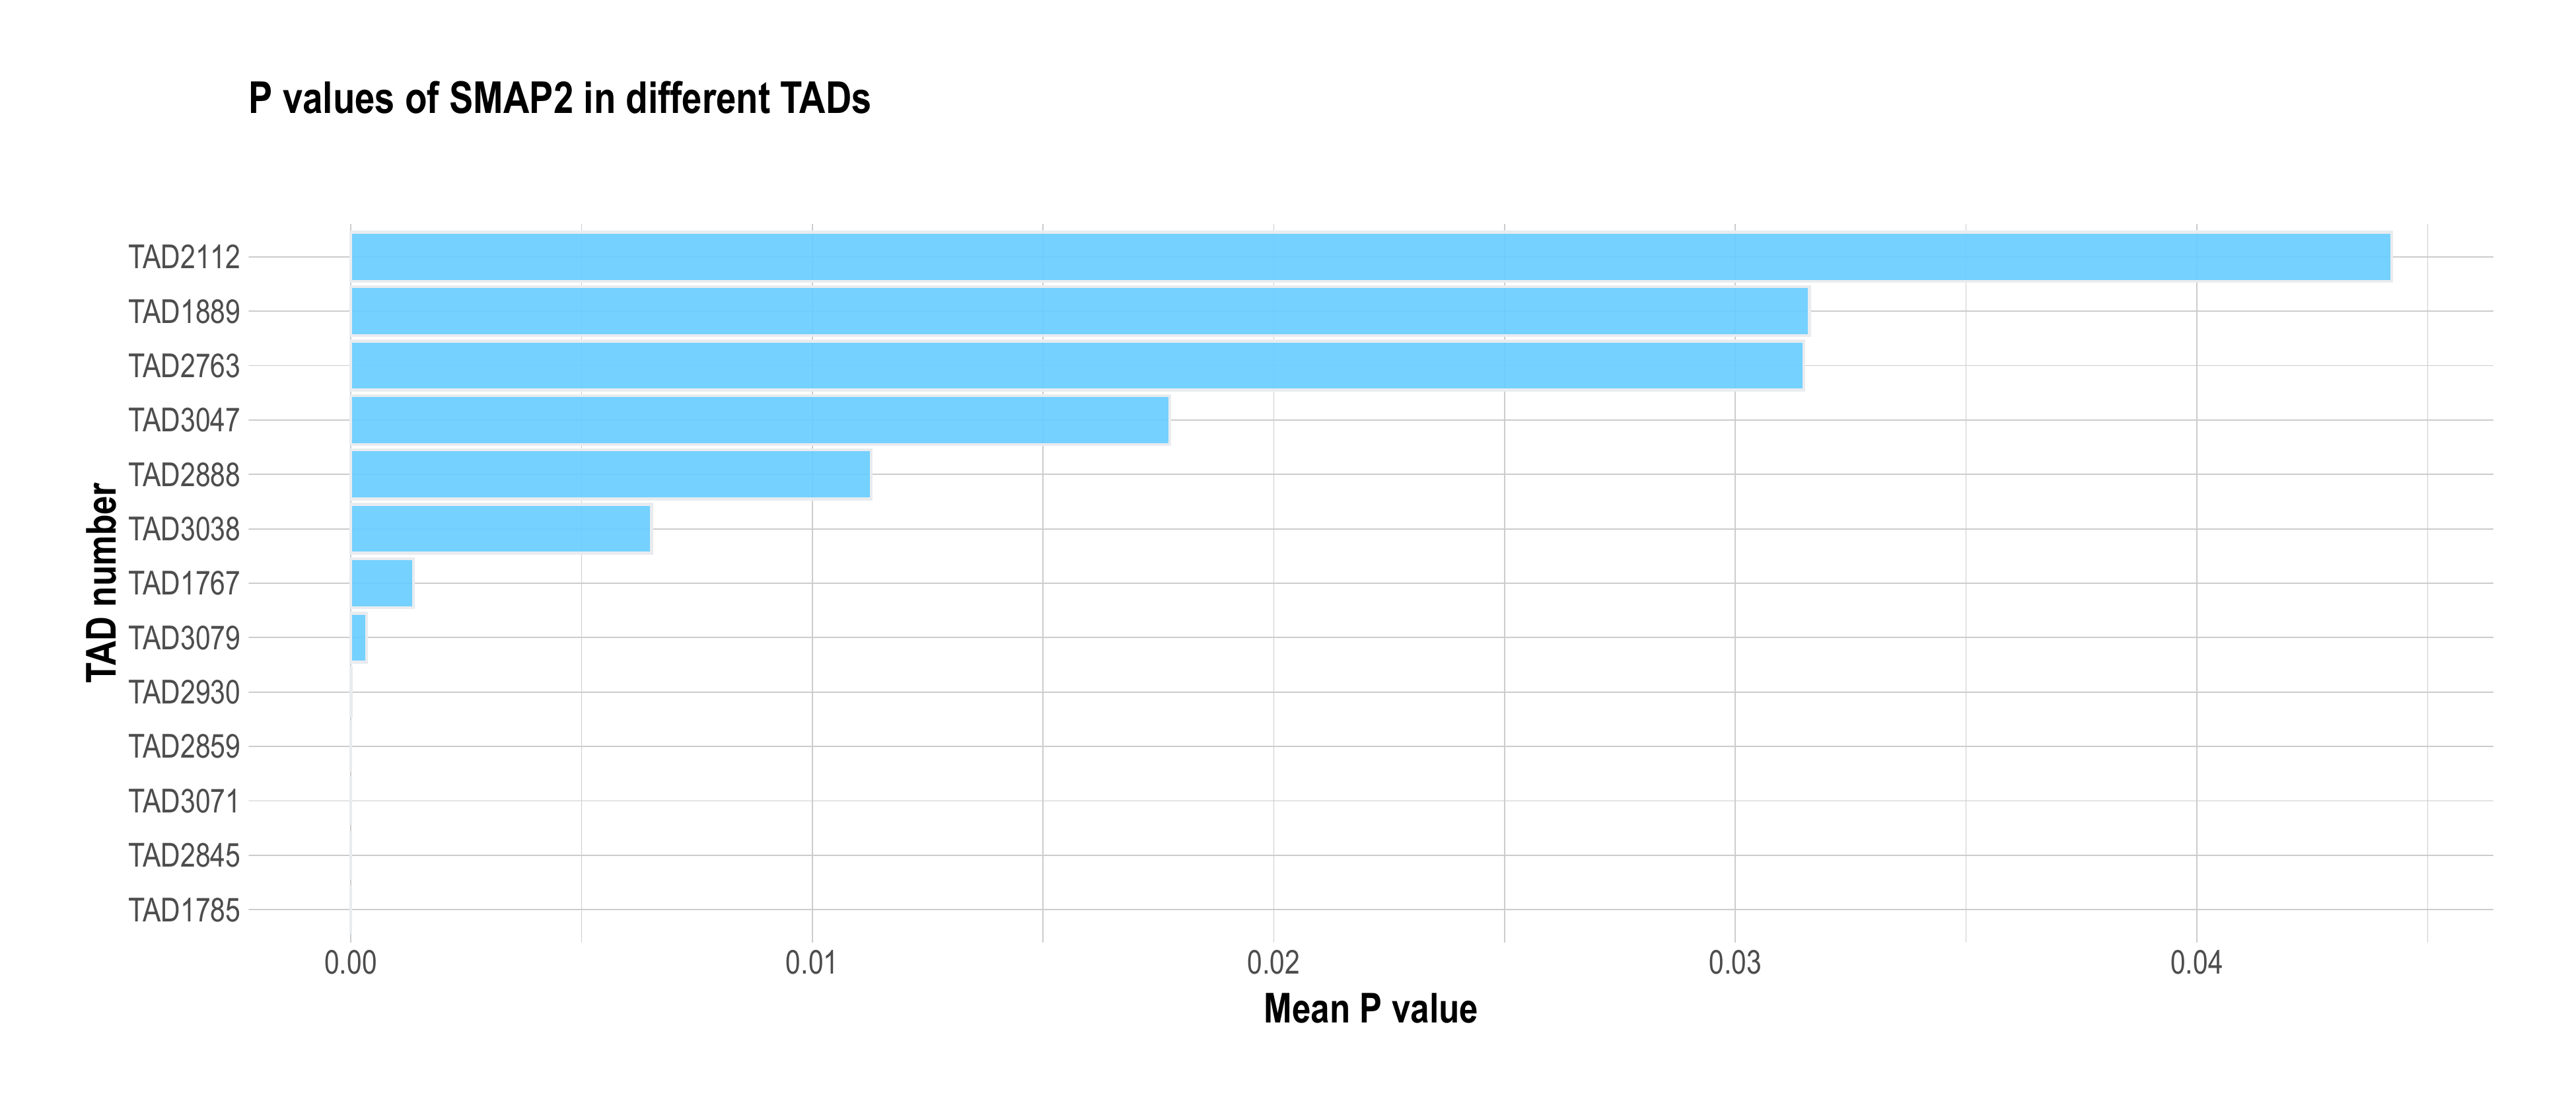 P values of SMAP2 in different TADs
TAD number
TAD2112
TAD1889
TAD2763
TAD3047
TAD2888
TAD3038
TAD1767
TAD3079
TAD2930
TAD2859
TAD3071
TAD2845
TAD1785
0.00 0.01 0.02 0.03 0.04
Mean P value